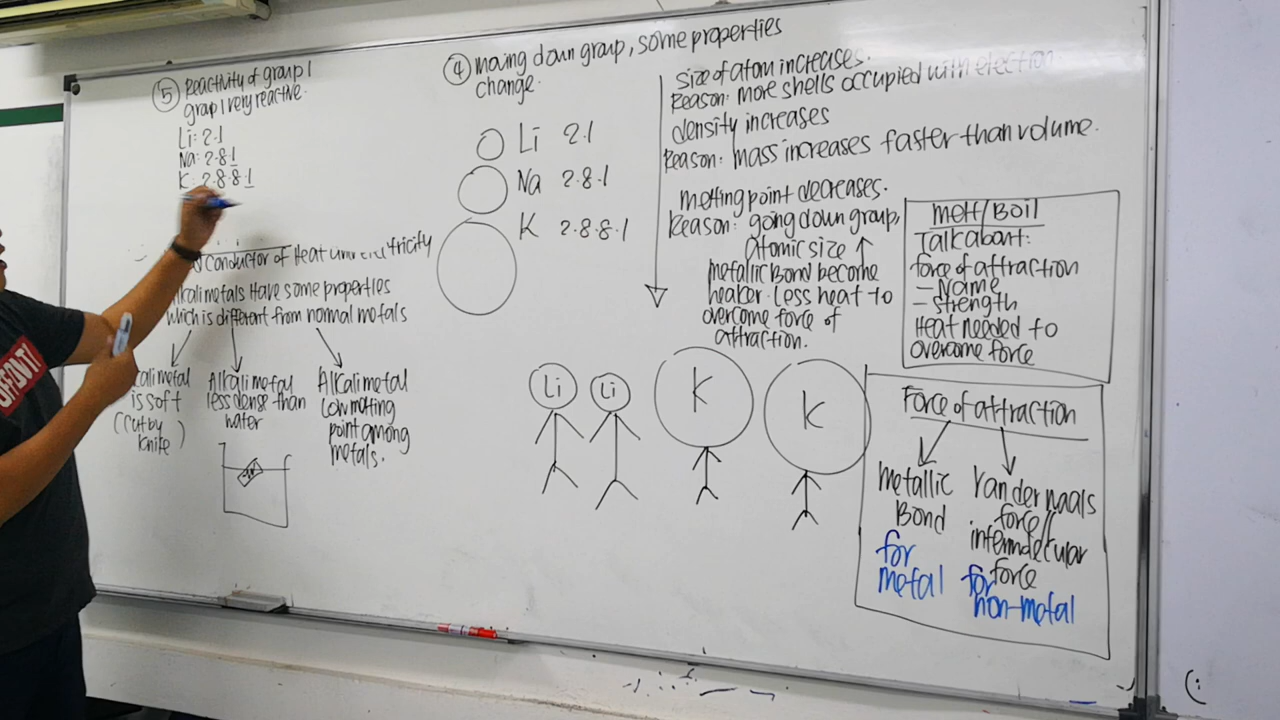 ⑤ Reactivity of group 1
group 1 very reactive.
Li: 2.1
Na: 2.8.1
K: 2.8.8.1
conductor of Heat electricity
alkali metals have some properties
which is different from normal metals
alkali metal
is soft
(cut by
knife)
Alkali metal
less dense than
water
Alkali metal
low melting
point among
metals.
④ moving down group, some properties
change.
Li 2.1
Na 2.8.1
K 2.8.8.1
size of atom increases.
Reason: more shells occupied with electron
density increases
Reason: mass increases faster than volume.
melting point decreases.
Reason: going down group,
atomic size ↑
metallic Bond become
weaker. Less heat to
overcome force of
attraction.
Li Li K K
melt/Boil
Talk about:
force of attraction
- Name
- strength
Heat needed to
overcome force
Force of attraction
Metallic
Bond
for
metal
Van der waals
force//
intermolecular
force
for
non-metal
OFF/DUTY